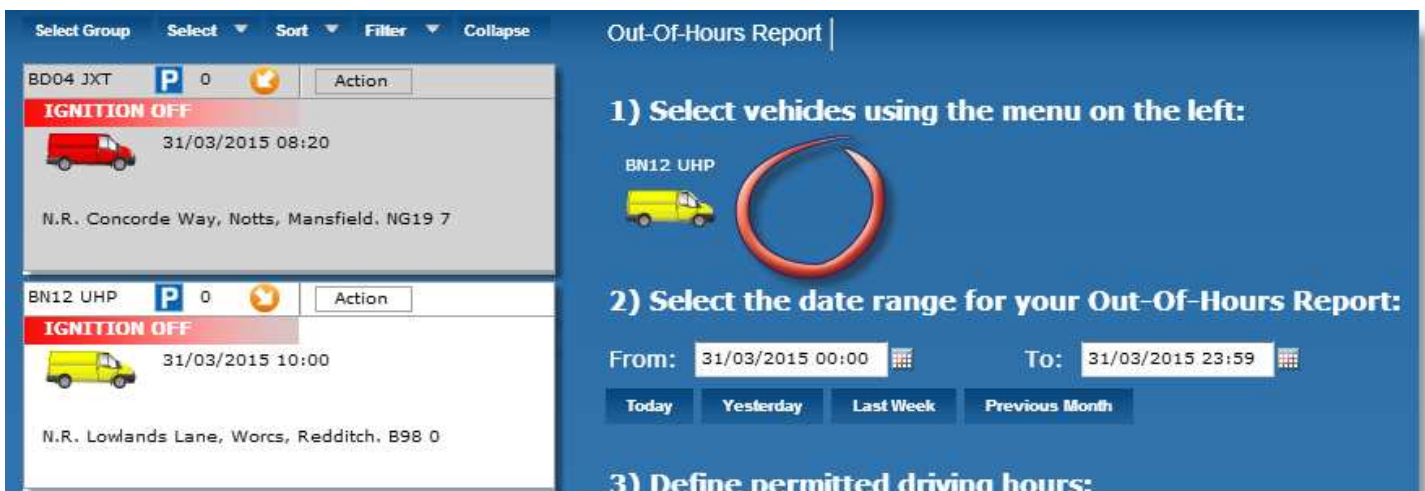 Select Group Select Sort Filter Collapse
BD04 JXT P 0 Action
IGNITION OFF
31/03/2015 08:20
N.R. Concorde Way, Notts, Mansfield. NG19 7
BN12 UHP P 0 Action
IGNITION OFF
31/03/2015 10:00
N.R. Lowlands Lane, Worcs, Redditch. B98 0
Out-Of-Hours Report
1) Select vehicles using the menu on the left:
BN12 UHP
2) Select the date range for your Out-Of-Hours Report:
From: 31/03/2015 00:00 To: 31/03/2015 23:59
Today Yesterday Last Week Previous Month
3) Define permitted driving hours: